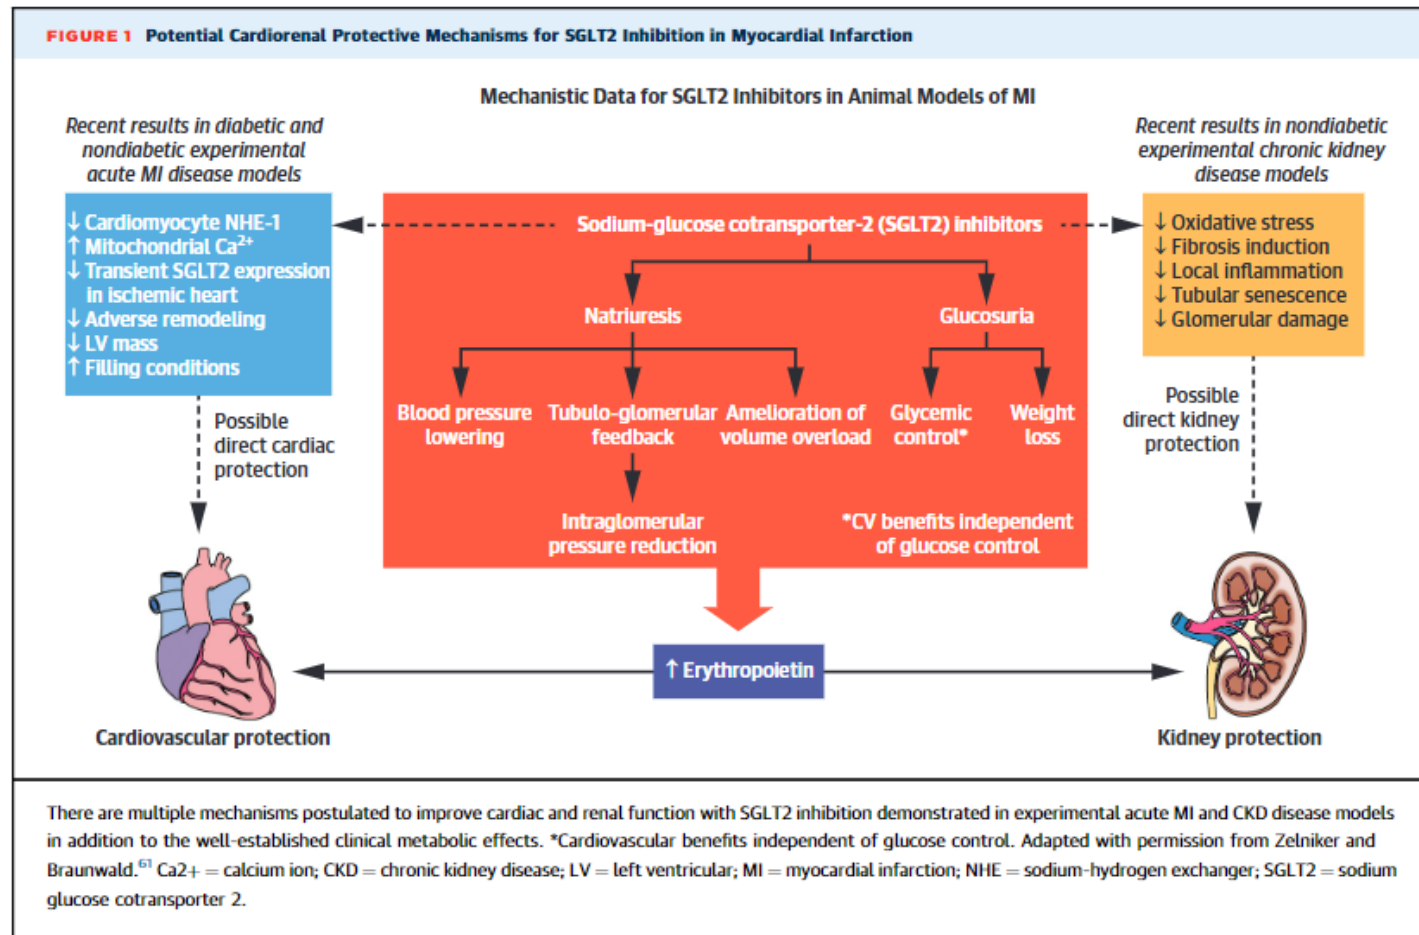 FIGURE 1 Potential Cardiorenal Protective Mechanisms for SGLT2 Inhibition in Myocardial Infarction
Mechanistic Data for SGLT2 Inhibitors in Animal Models of MI
Recent results in diabetic and
nondiabetic experimental
acute MI disease models
↓ Cardiomyocyte NHE-1
↑ Mitochondrial Ca2+
↓ Transient SGLT2 expression
in ischemic heart
↓ Adverse remodeling
↓ LV mass
↑ Filling conditions
Possible
direct cardiac
protection
Sodium-glucose cotransporter-2 (SGLT2) inhibitors
Natriuresis
Glucosuria
Blood pressure
lowering
Tubulo-glomerular
feedback
Amelioration of
volume overload
Glycemic
control*
Weight
loss
Intraglomerular
pressure reduction
*CV benefits independent
of glucose control
Recent results in nondiabetic
experimental chronic kidney
disease models
↓ Oxidative stress
↓ Fibrosis induction
↓ Local inflammation
↓ Tubular senescence
↓ Glomerular damage
Possible
direct kidney
protection
↑ Erythropoietin
Cardiovascular protection
Kidney protection
There are multiple mechanisms postulated to improve cardiac and renal function with SGLT2 inhibition demonstrated in experimental acute MI and CKD disease models
in addition to the well-established clinical metabolic effects. *Cardiovascular benefits independent of glucose control. Adapted with permission from Zelniker and
Braunwald.61 Ca2+ = calcium ion; CKD = chronic kidney disease; LV = left ventricular; MI = myocardial infarction; NHE = sodium-hydrogen exchanger; SGLT2 = sodium
glucose cotransporter 2.